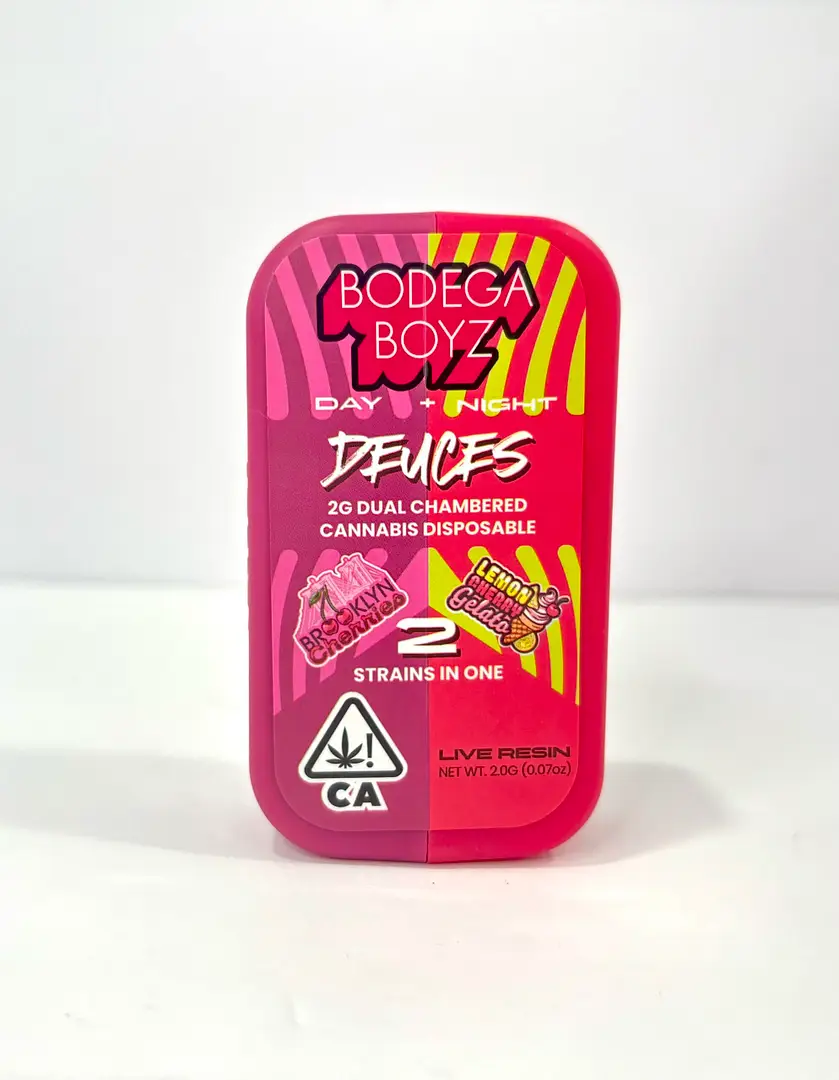 BODEGA
BOYZ
DAY + NIGHT
DEUCES
2G DUAL CHAMBERED
CANNABIS DISPOSABLE
BROOKLYN
Cherries
LEMON
CHERRY
Gelato
2
STRAINS IN ONE
!
CA
LIVE RESIN
NET WT. 2.0G (0.07oz)